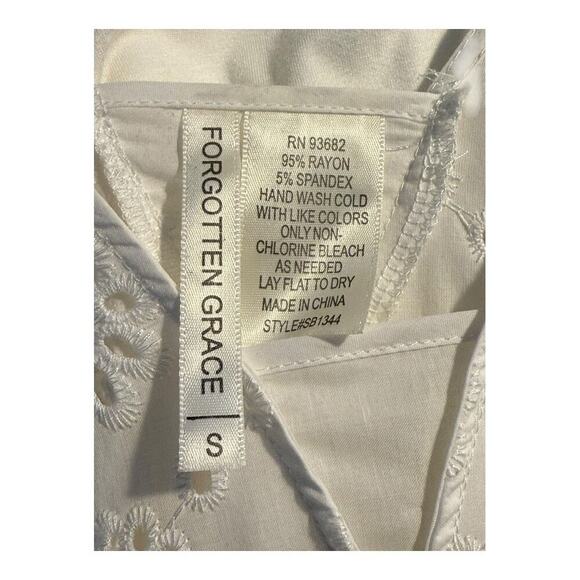 FORGOTTEN GRACE | S
RN 93682
95% RAYON
5% SPANDEX
HAND WASH COLD
WITH LIKE COLORS
ONLY NON-
CHLORINE BLEACH
AS NEEDED
LAY FLAT TO DRY
MADE IN CHINA
STYLE#SB1344